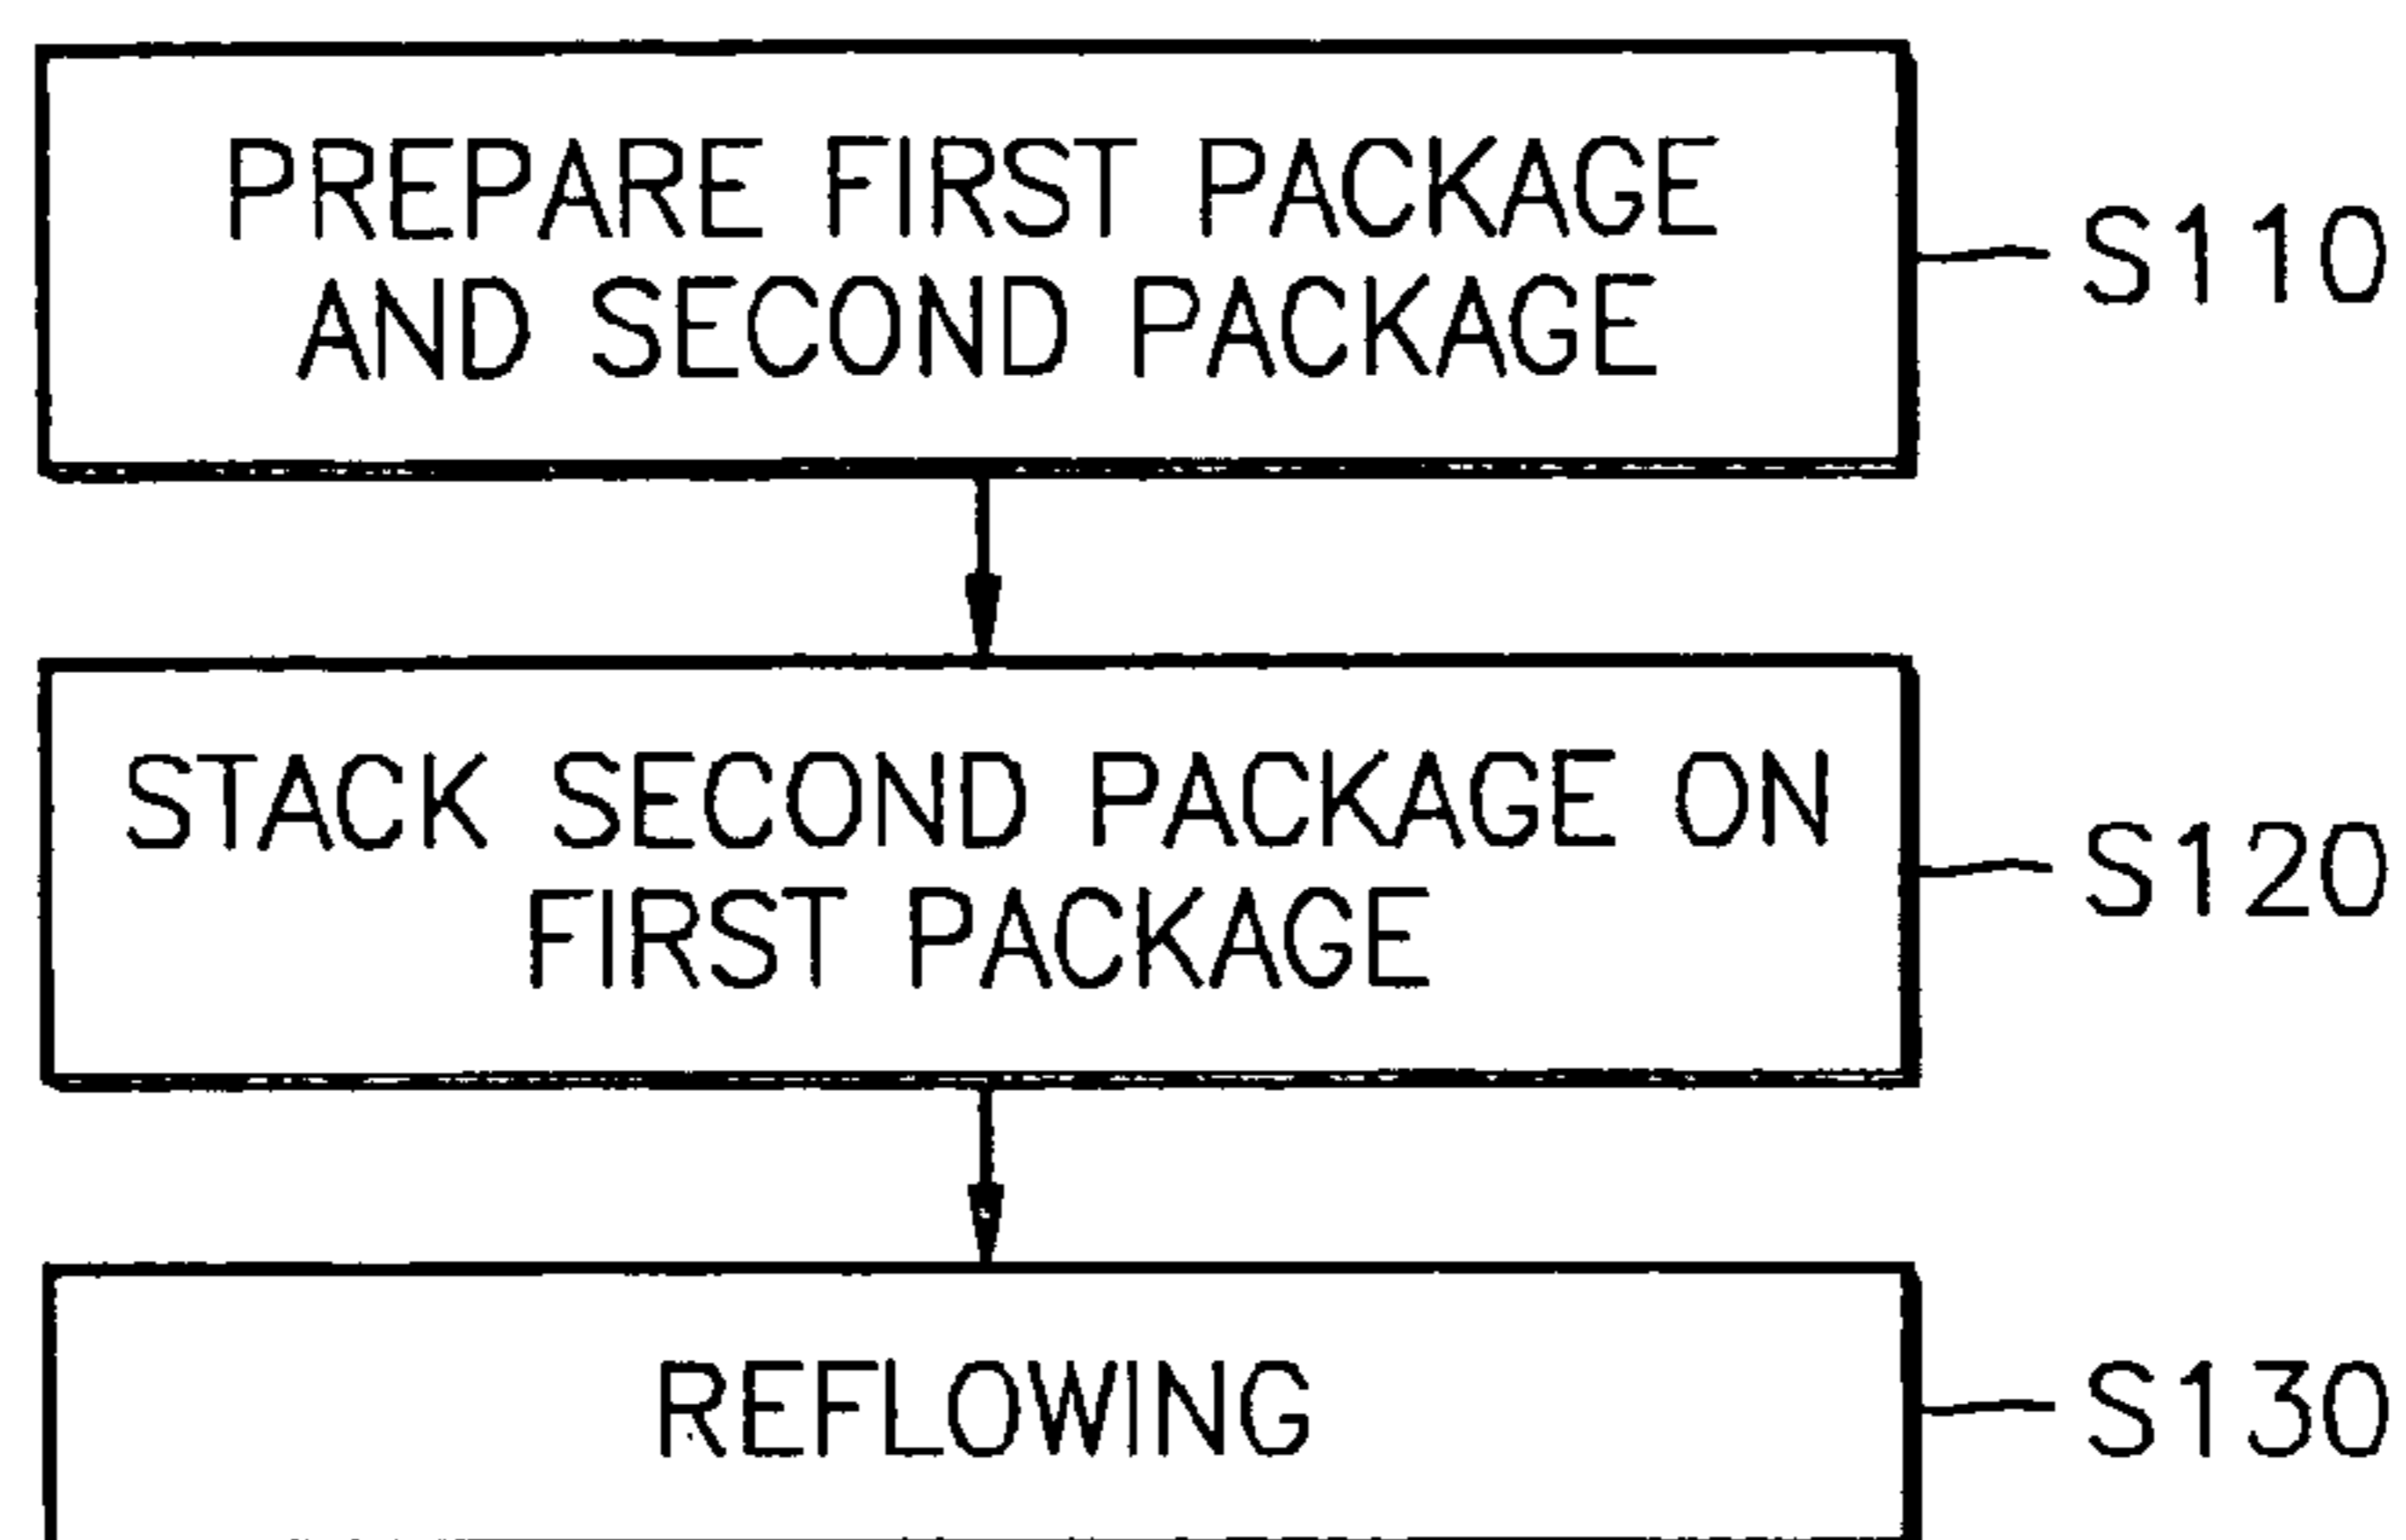 PREPARE FIRST PACKAGE
AND SECOND PACKAGE
S110
STACK SECOND PACKAGE ON
FIRST PACKAGE
S120
REFLOWING
S130